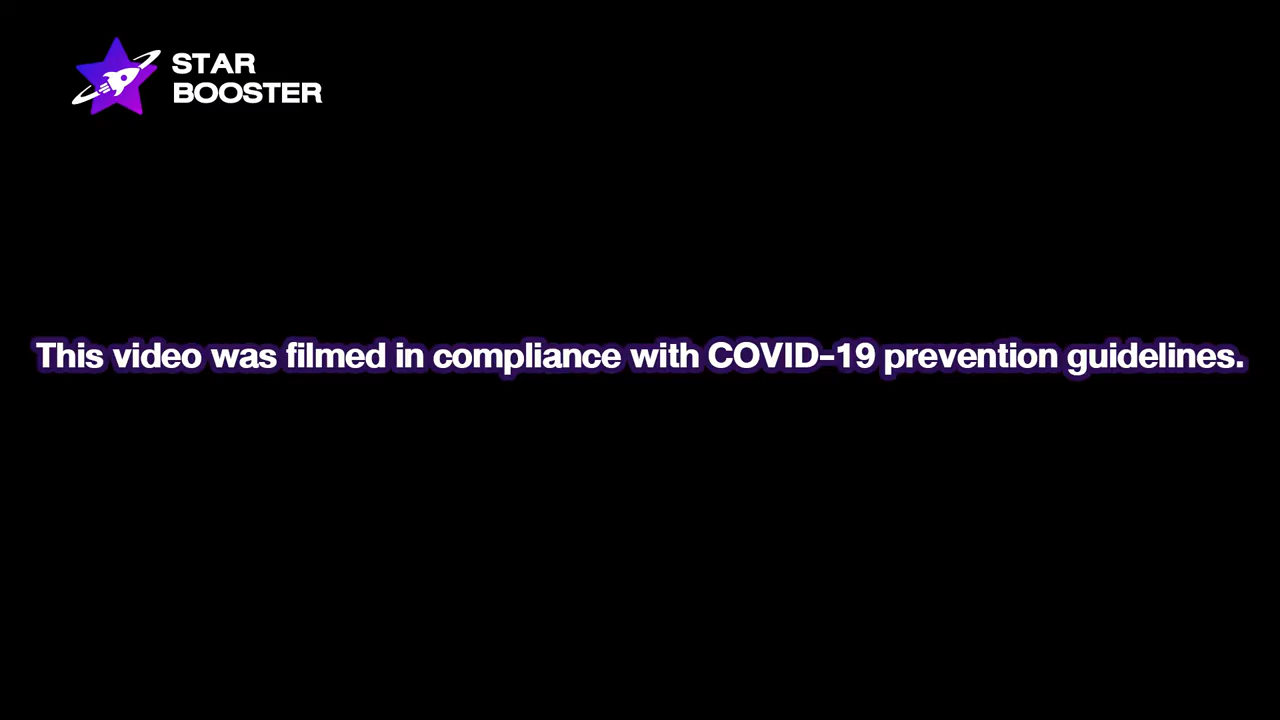 STAR
BOOSTER
This video was filmed in compliance with COVID-19 prevention guidelines.